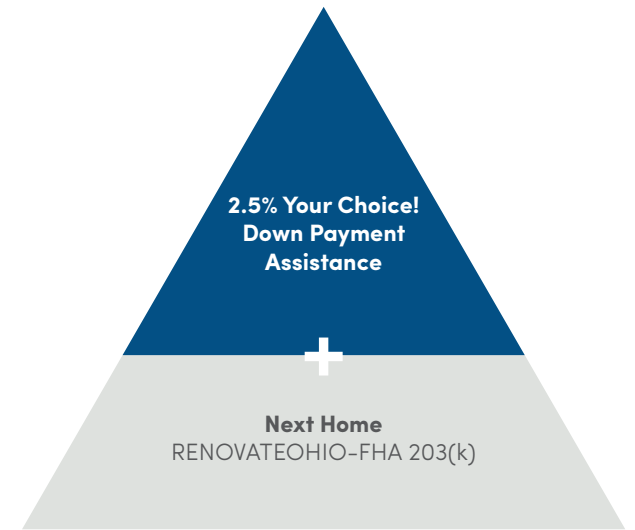 2.5% Your Choice!
Down Payment
Assistance
+
Next Home
RENOVATEOHIO-FHA 203(k)